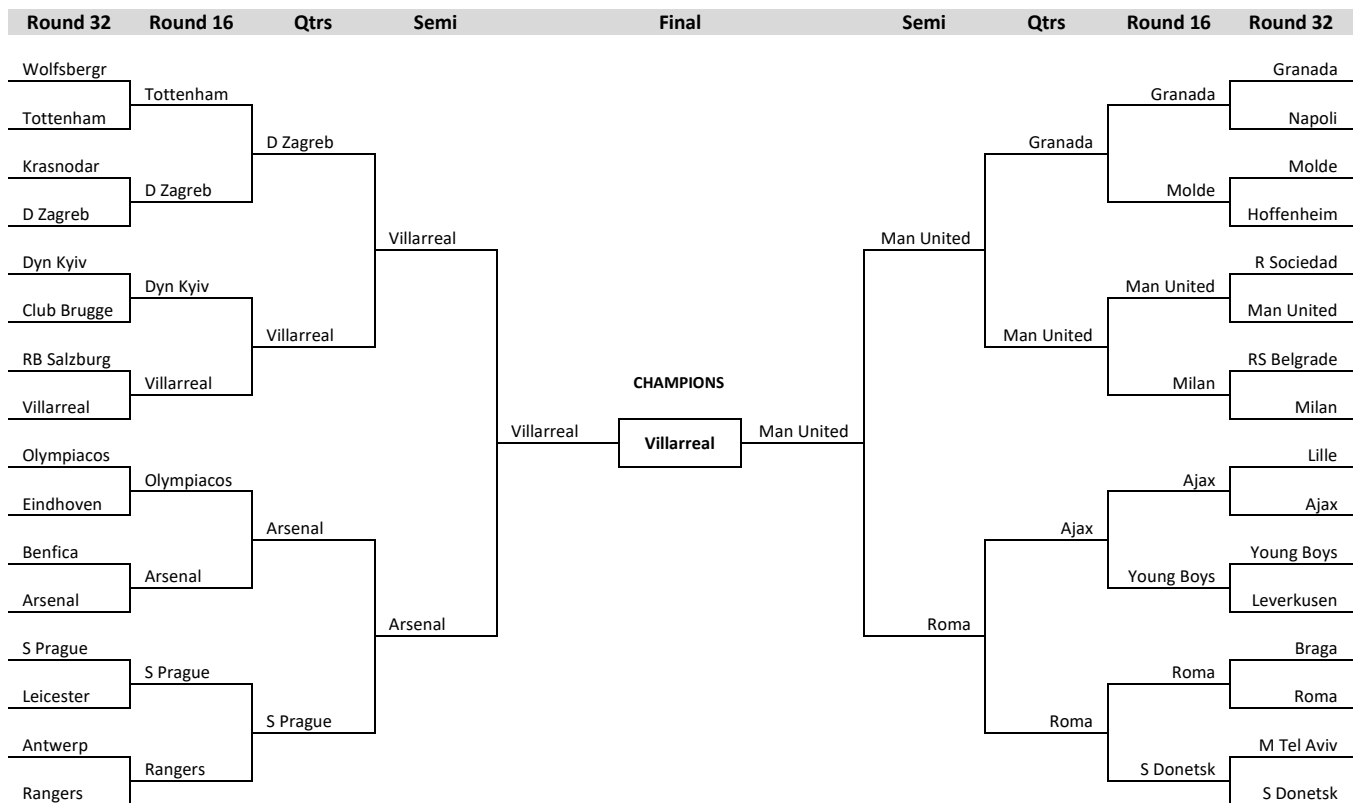 Round 32 Round 16 Qtrs Semi Final Semi Qtrs Round 16 Round 32
Wolfsbergr Granada
Tottenham Granada
Tottenham Napoli
D Zagreb Granada
Krasnodar Molde
D Zagreb Molde
D Zagreb Hoffenheim
Villarreal Man United
Dyn Kyiv R Sociedad
Dyn Kyiv Man United
Club Brugge Man United
Villarreal Man United
RB Salzburg RS Belgrade
Villarreal CHAMPIONS Milan
Villarreal Milan
Villarreal Villarreal Man United
Olympiacos Lille
Olympiacos Ajax
Eindhoven Ajax
Arsenal Ajax
Benfica Young Boys
Arsenal Young Boys
Arsenal Leverkusen
Arsenal Roma
S Prague Braga
S Prague Roma
Leicester Roma
S Prague Roma
Antwerp M Tel Aviv
Rangers S Donetsk
Rangers S Donetsk